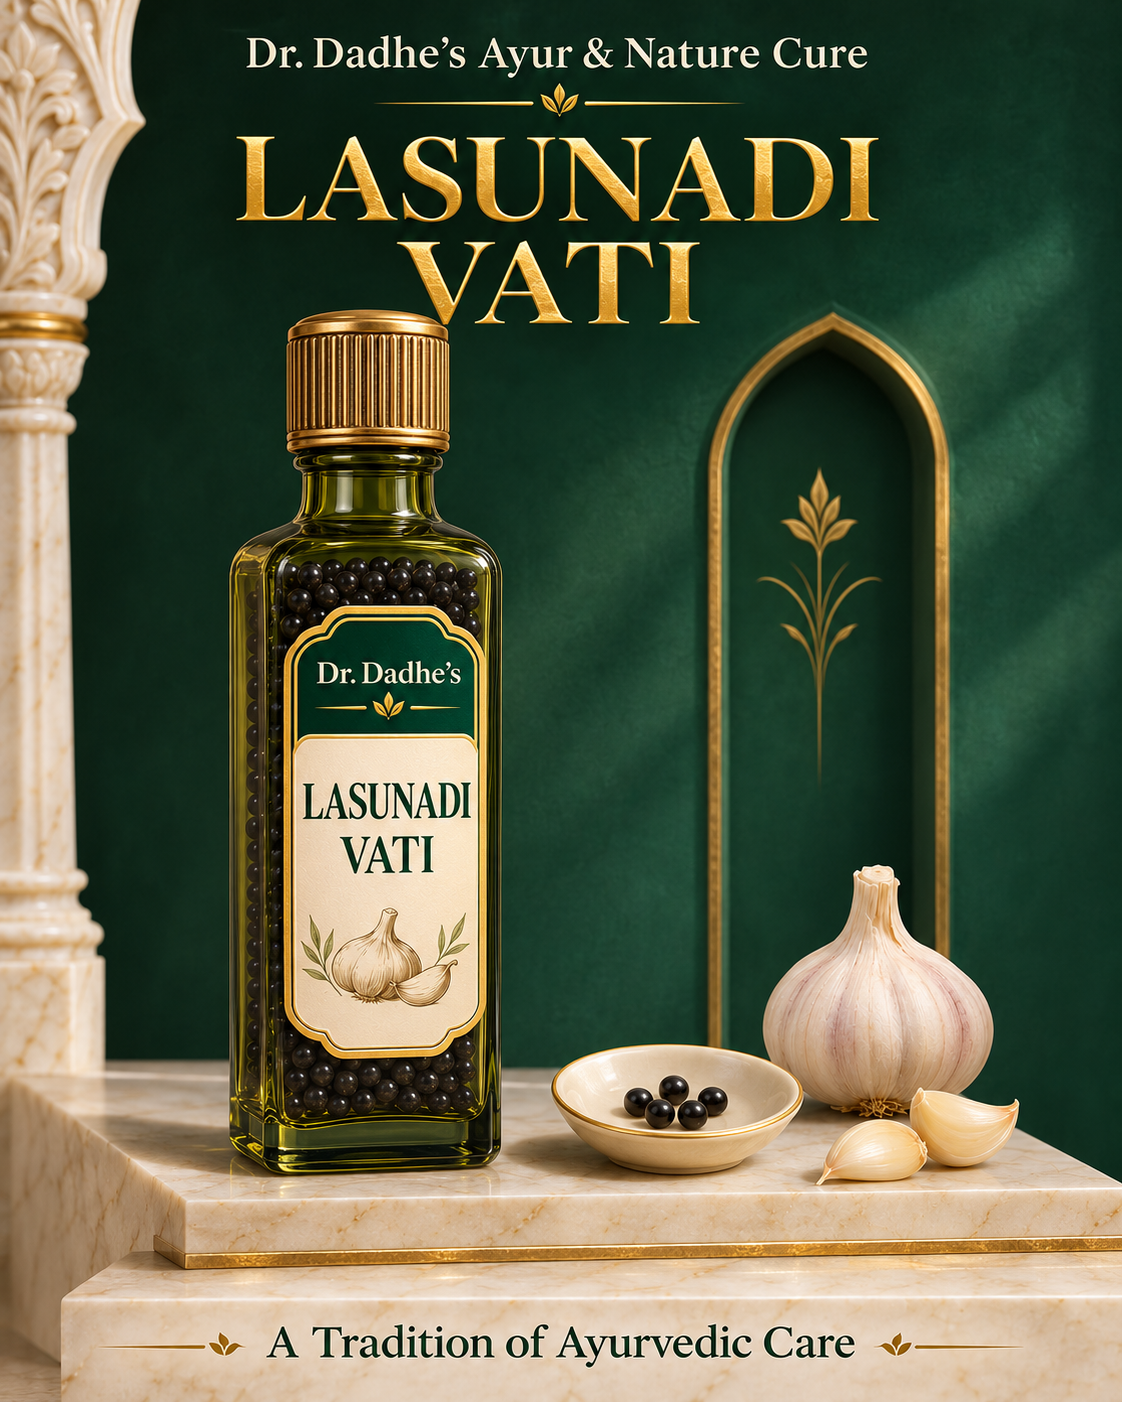 Dr. Dadhe's Ayur & Nature Cure
LASUNADI
VATI
Dr. Dadhe's
LASUNADI
VATI
A Tradition of Ayurvedic Care